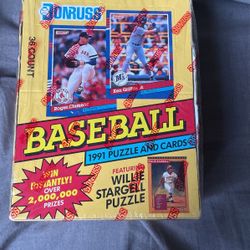 DONRUSS
36 COUNT
Roger Clemens
Ken Griffey Jr.
BASEBALL
1991 PUZZLE AND CARDS
WIN
INSTANTLY!
OVER
2,000,000
PRIZES
FEATURING
WILLIE
STARGELL
PUZZLE